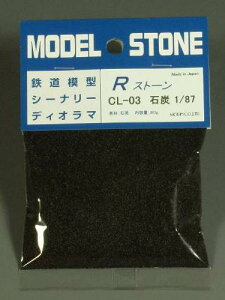 MODEL STONE
Made in Japan
鉄道模型
シーナリー
ディオラマ
Rストーン
CL-03 石炭 1/87